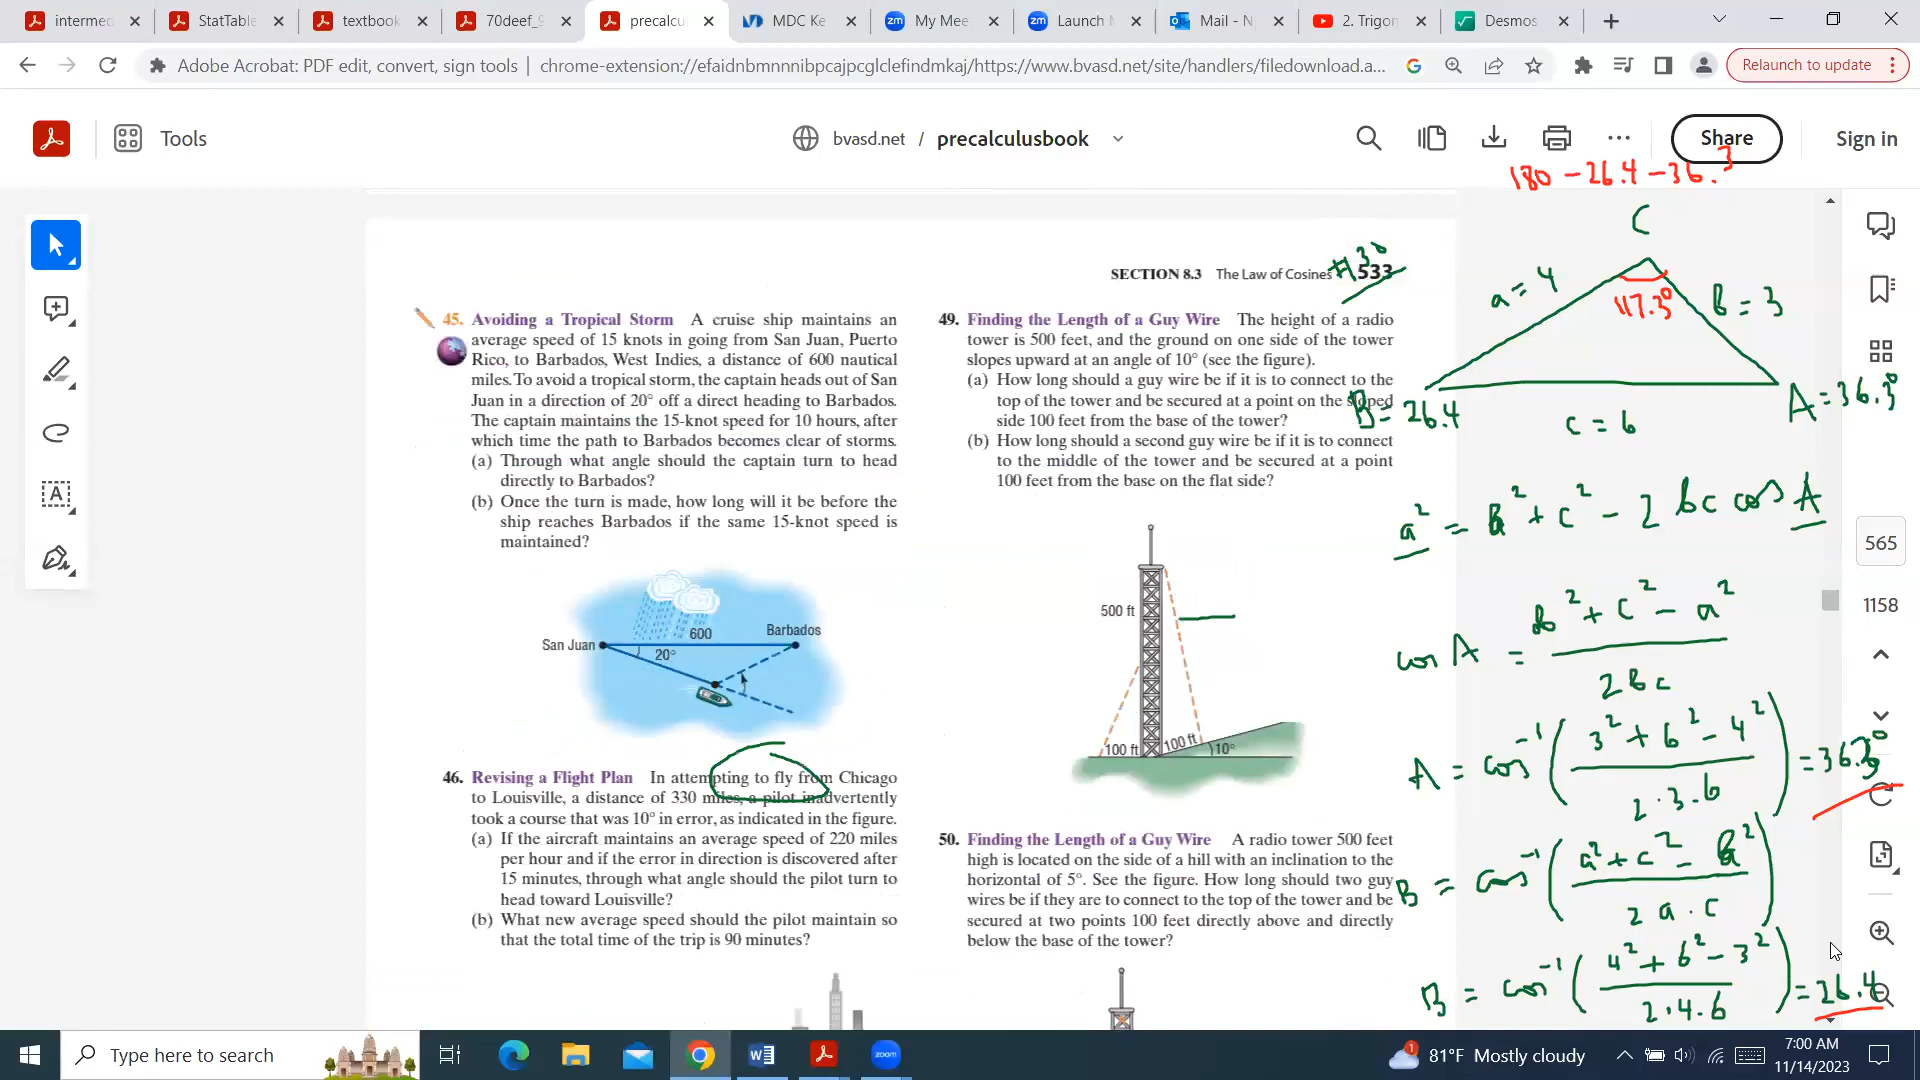 intermed
StatTable
textbook
70deef_9
precalcul
MDC Ke
My Mee
Launch M
Mail - N
2. Trigon
Desmos
Adobe Acrobat: PDF edit, convert, sign tools
chrome-extension://efaidnbmnnnibpcajpcglclefindmkaj/https://www.bvasd.net/site/handlers/filedownload.a...
Relaunch to update
Tools
bvasd.net / precalculusbook
Share
Sign in
180 - 26.4 - 36.3
SECTION 8.3 The Law of Cosines 533
#30
45. Avoiding a Tropical Storm A cruise ship maintains an
average speed of 15 knots in going from San Juan, Puerto
Rico, to Barbados, West Indies, a distance of 600 nautical
miles. To avoid a tropical storm, the captain heads out of San
Juan in a direction of 20° off a direct heading to Barbados.
The captain maintains the 15-knot speed for 10 hours, after
which time the path to Barbados becomes clear of storms.
(a) Through what angle should the captain turn to head
directly to Barbados?
(b) Once the turn is made, how long will it be before the
ship reaches Barbados if the same 15-knot speed is
maintained?
San Juan
600
Barbados
20°
46. Revising a Flight Plan In attempting to fly from Chicago
to Louisville, a distance of 330 miles, a pilot inadvertently
took a course that was 10° in error, as indicated in the figure.
(a) If the aircraft maintains an average speed of 220 miles
per hour and if the error in direction is discovered after
15 minutes, through what angle should the pilot turn to
head toward Louisville?
(b) What new average speed should the pilot maintain so
that the total time of the trip is 90 minutes?
49. Finding the Length of a Guy Wire The height of a radio
tower is 500 feet, and the ground on one side of the tower
slopes upward at an angle of 10° (see the figure).
(a) How long should a guy wire be if it is to connect to the
top of the tower and be secured at a point on the sloped
side 100 feet from the base of the tower?
(b) How long should a second guy wire be if it is to connect
to the middle of the tower and be secured at a point
100 feet from the base on the flat side?
500 ft
100 ft
100 ft
10°
50. Finding the Length of a Guy Wire A radio tower 500 feet
high is located on the side of a hill with an inclination to the
horizontal of 5°. See the figure. How long should two guy
wires be if they are to connect to the top of the tower and be
secured at two points 100 feet directly above and directly
below the base of the tower?
C
a = 4
117.3°
b = 3
B = 26.4
c = 6
A = 36.3°
a² = b² + c² - 2bc cos A
cos A = b² + c² - a² / 2bc
A = cos⁻¹ ( 3² + 6² - 4² / 2·3·6 ) = 36.3°
B = cos⁻¹ ( a² + c² - b² / 2a·c )
B = cos⁻¹ ( 4² + 6² - 3² / 2·4·6 ) = 26.4
565
1158
Type here to search
1
81°F Mostly cloudy
7:00 AM
11/14/2023